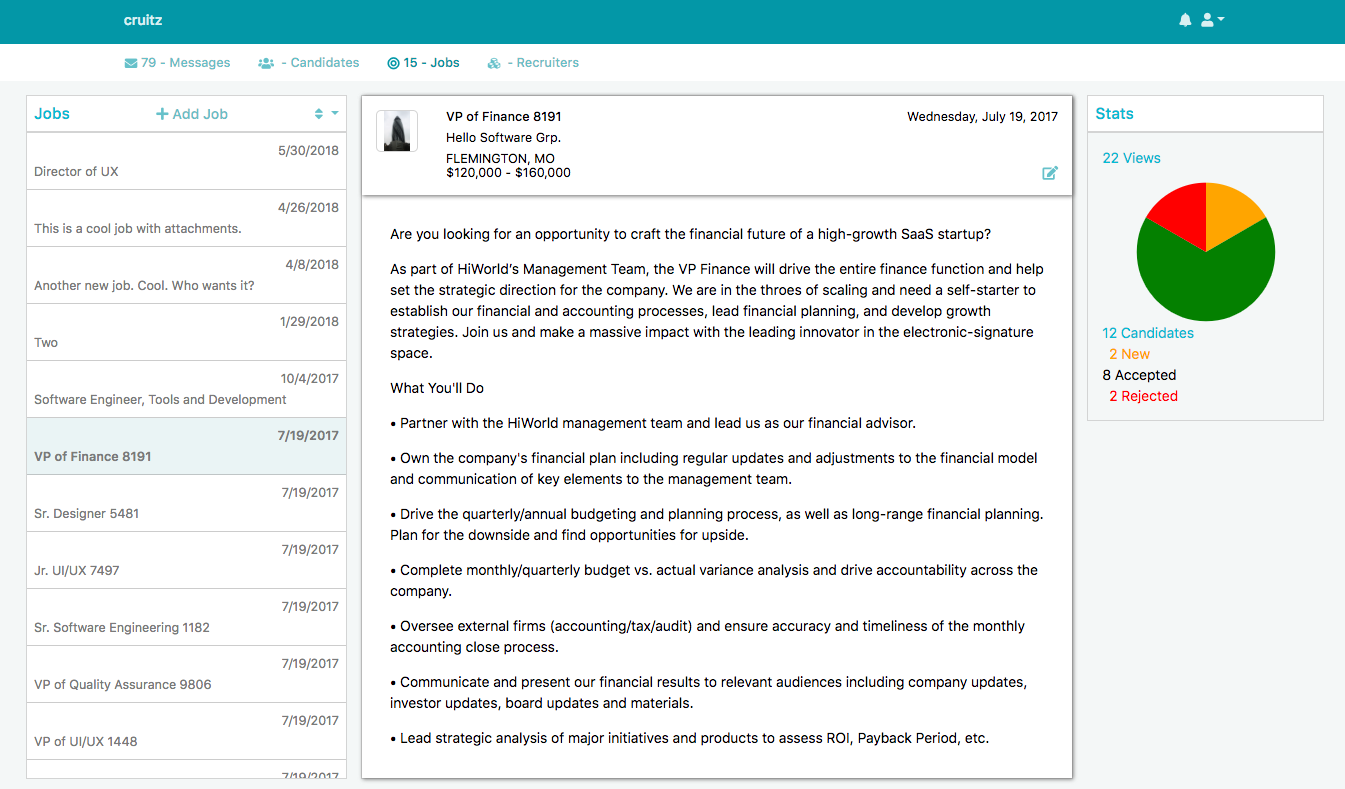 cruitz
79 - Messages
- Candidates
15 - Jobs
- Recruiters
Jobs
Add Job
5/30/2018
Director of UX
4/26/2018
This is a cool job with attachments.
4/8/2018
Another new job. Cool. Who wants it?
1/29/2018
Two
10/4/2017
Software Engineer, Tools and Development
7/19/2017
VP of Finance 8191
7/19/2017
Sr. Designer 5481
7/19/2017
Jr. UI/UX 7497
7/19/2017
Sr. Software Engineering 1182
7/19/2017
VP of Quality Assurance 9806
7/19/2017
VP of UI/UX 1448
7/19/2017
VP of Finance 8191
Wednesday, July 19, 2017
Hello Software Grp.
FLEMINGTON, MO
$120,000 - $160,000
Are you looking for an opportunity to craft the financial future of a high-growth SaaS startup?
As part of HiWorld's Management Team, the VP Finance will drive the entire finance function and help
set the strategic direction for the company. We are in the throes of scaling and need a self-starter to
establish our financial and accounting processes, lead financial planning, and develop growth
strategies. Join us and make a massive impact with the leading innovator in the electronic-signature
space.
What You'll Do
• Partner with the HiWorld management team and lead us as our financial advisor.
• Own the company's financial plan including regular updates and adjustments to the financial model
and communication of key elements to the management team.
• Drive the quarterly/annual budgeting and planning process, as well as long-range financial planning.
Plan for the downside and find opportunities for upside.
• Complete monthly/quarterly budget vs. actual variance analysis and drive accountability across the
company.
• Oversee external firms (accounting/tax/audit) and ensure accuracy and timeliness of the monthly
accounting close process.
• Communicate and present our financial results to relevant audiences including company updates,
investor updates, board updates and materials.
• Lead strategic analysis of major initiatives and products to assess ROI, Payback Period, etc.
Stats
22 Views
12 Candidates
2 New
8 Accepted
2 Rejected